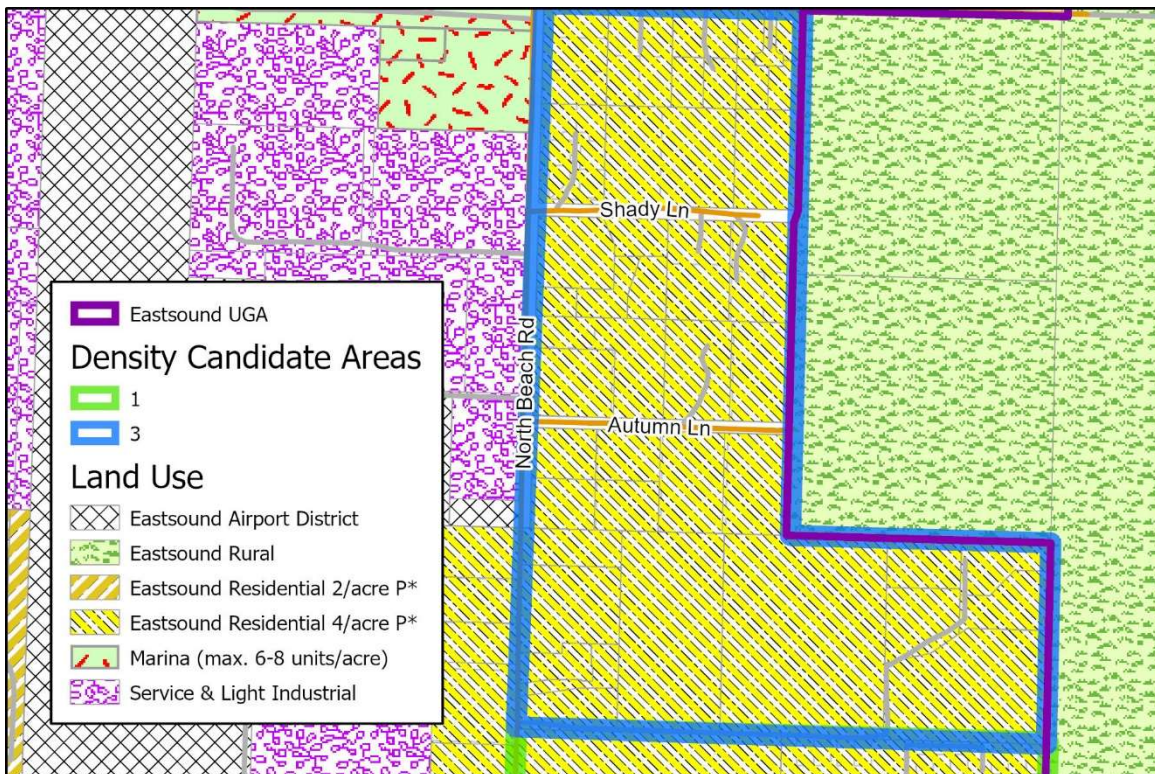 Shady Ln
North Beach Rd
Autumn Ln
Eastsound UGA
Density Candidate Areas
1
3
Land Use
Eastsound Airport District
Eastsound Rural
Eastsound Residential 2/acre P*
Eastsound Residential 4/acre P*
Marina (max. 6-8 units/acre)
Service & Light Industrial